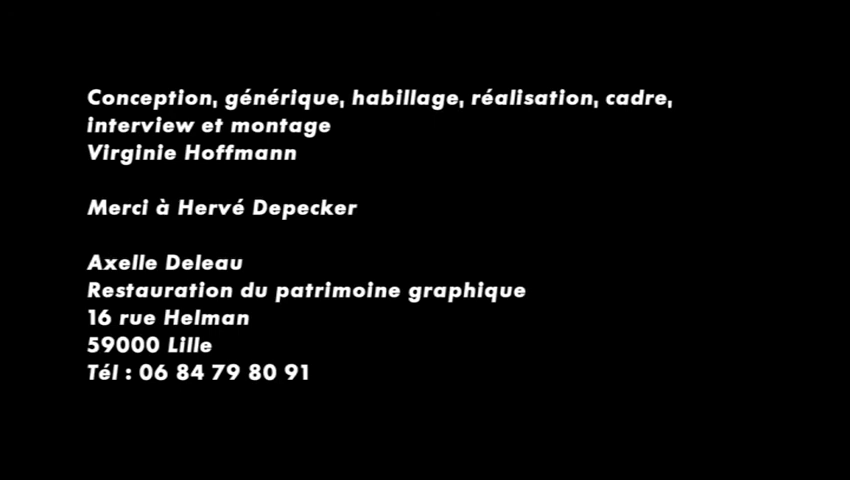 Conception, générique, habillage, réalisation, cadre,
interview et montage
Virginie Hoffmann
Merci à Hervé Depecker
Axelle Deleau
Restauration du patrimoine graphique
16 rue Helman
59000 Lille
Tél : 06 84 79 80 91